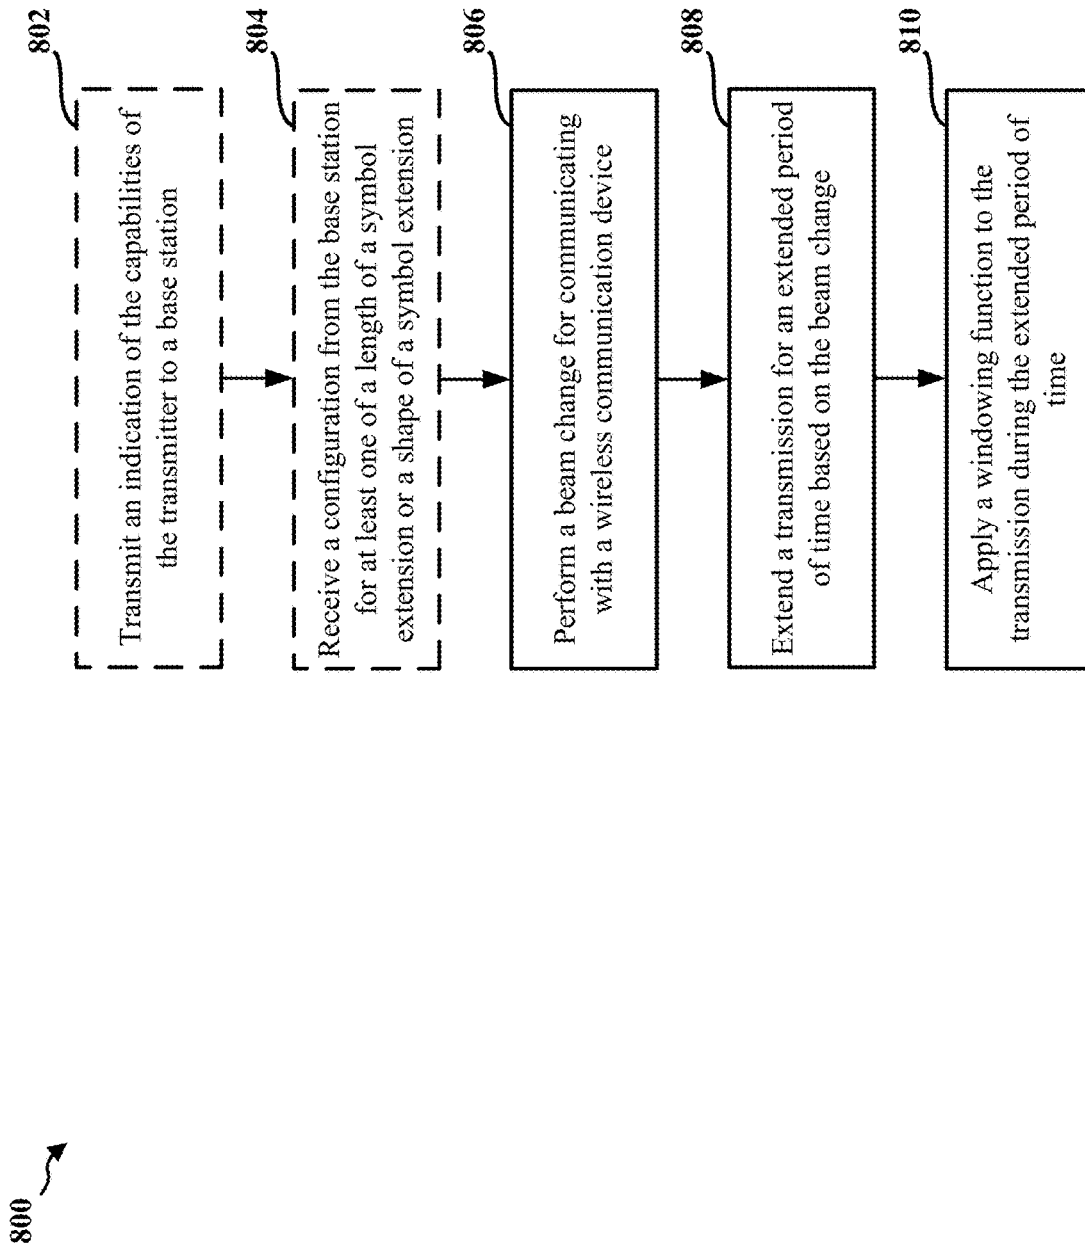 800
802
Transmit an indication of the capabilities of
the transmitter to a base station
804
Receive a configuration from the base station
for at least one of a length of a symbol
extension or a shape of a symbol extension
806
Perform a beam change for communicating
with a wireless communication device
808
Extend a transmission for an extended period
of time based on the beam change
810
Apply a windowing function to the
transmission during the extended period of
time